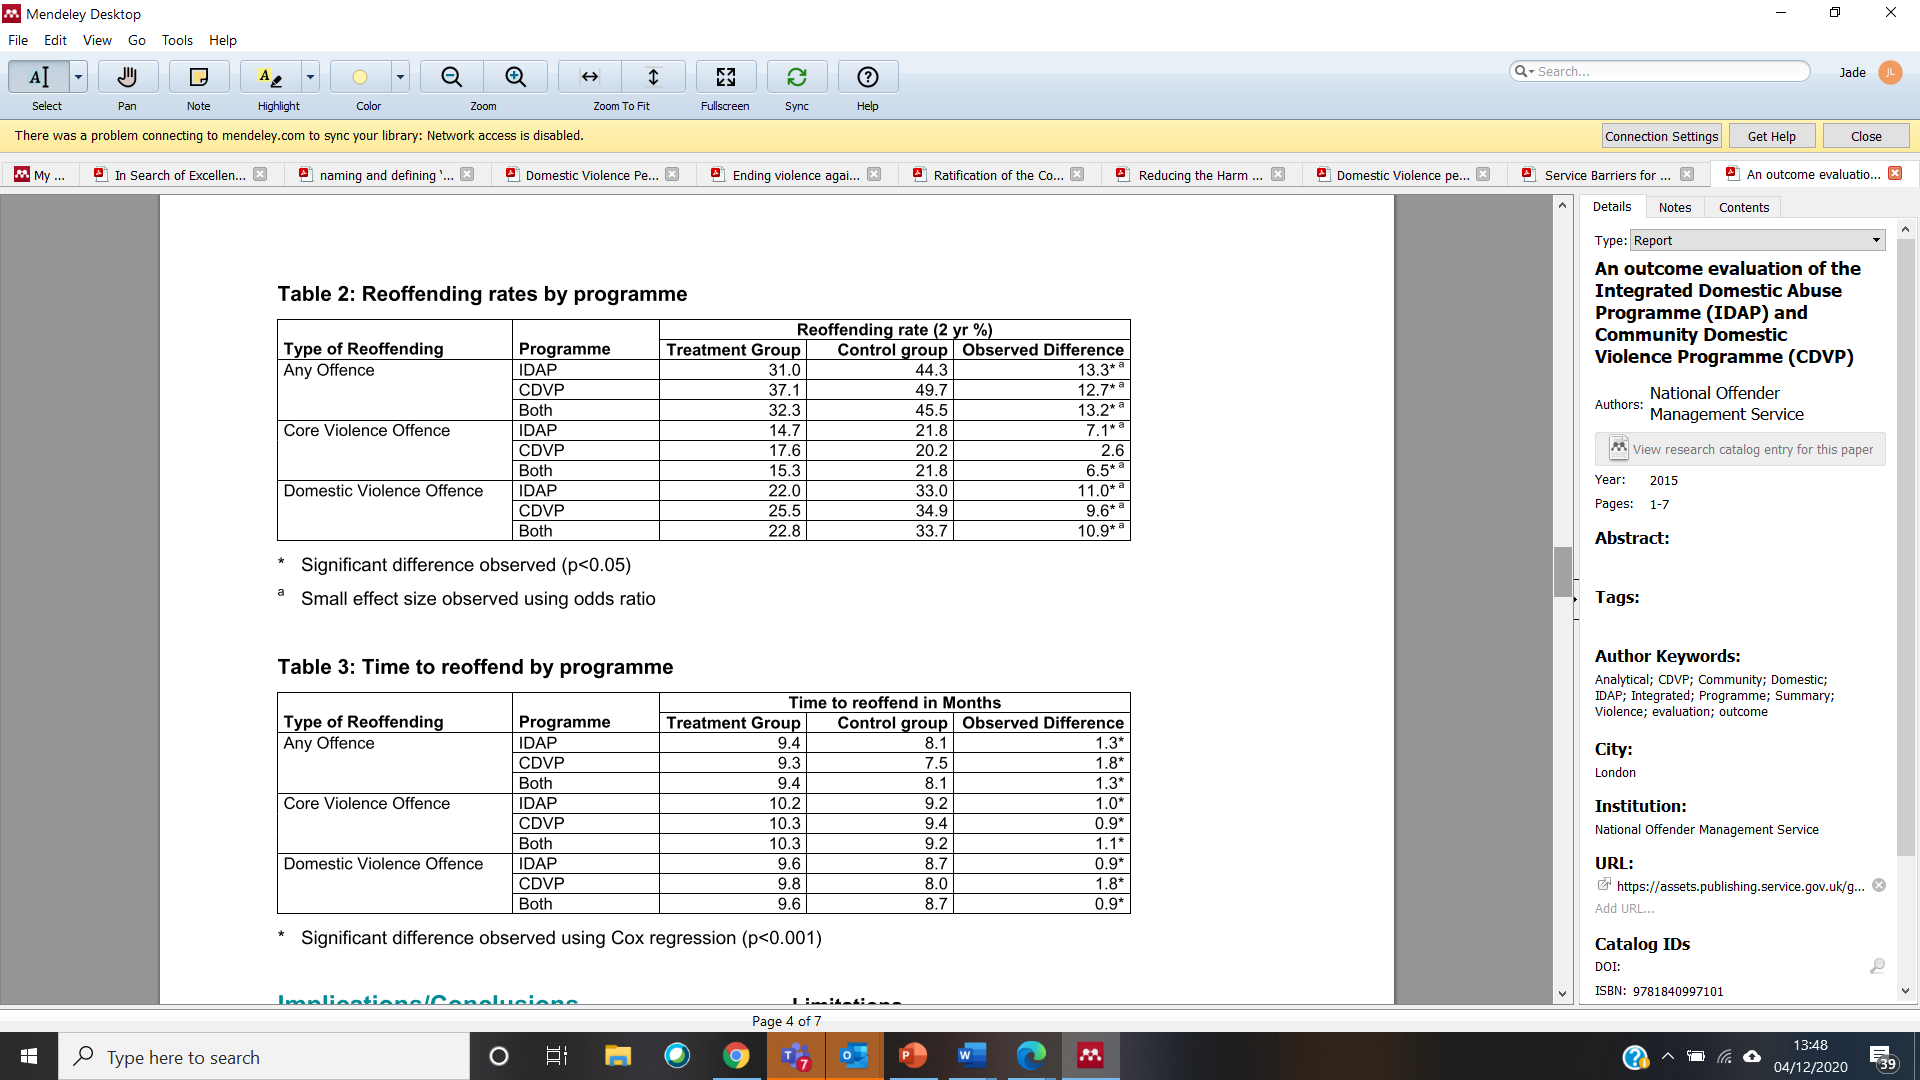 Mendeley Desktop
File Edit View Go Tools Help
Select Pan Note Highlight Color Zoom Zoom To Fit Fullscreen Sync Help
Search...
Jade JL
There was a problem connecting to mendeley.com to sync your library: Network access is disabled.
Connection Settings Get Help Close
My ... In Search of Excellen... naming and defining '... Domestic Violence Pe... Ending violence agai... Ratification of the Co... Reducing the Harm ... Domestic Violence pe... Service Barriers for ... An outcome evaluatio...
Table 2: Reoffending rates by programme
Reoffending rate (2 yr %)
Type of Reoffending Programme Treatment Group Control group Observed Difference
Any Offence IDAP 31.0 44.3 13.3* a
CDVP 37.1 49.7 12.7* a
Both 32.3 45.5 13.2* a
Core Violence Offence IDAP 14.7 21.8 7.1* a
CDVP 17.6 20.2 2.6
Both 15.3 21.8 6.5* a
Domestic Violence Offence IDAP 22.0 33.0 11.0* a
CDVP 25.5 34.9 9.6* a
Both 22.8 33.7 10.9* a
* Significant difference observed (p<0.05)
a Small effect size observed using odds ratio
Table 3: Time to reoffend by programme
Time to reoffend in Months
Type of Reoffending Programme Treatment Group Control group Observed Difference
Any Offence IDAP 9.4 8.1 1.3*
CDVP 9.3 7.5 1.8*
Both 9.4 8.1 1.3*
Core Violence Offence IDAP 10.2 9.2 1.0*
CDVP 10.3 9.4 0.9*
Both 10.3 9.2 1.1*
Domestic Violence Offence IDAP 9.6 8.7 0.9*
CDVP 9.8 8.0 1.8*
Both 9.6 8.7 0.9*
* Significant difference observed using Cox regression (p<0.001)
Implications/Conclusions Limitations
Details Notes Contents
Type: Report
An outcome evaluation of the
Integrated Domestic Abuse
Programme (IDAP) and
Community Domestic
Violence Programme (CDVP)
Authors: National Offender
Management Service
View research catalog entry for this paper
Year: 2015
Pages: 1-7
Abstract:
Tags:
Author Keywords:
Analytical; CDVP; Community; Domestic;
IDAP; Integrated; Programme; Summary;
Violence; evaluation; outcome
City:
London
Institution:
National Offender Management Service
URL:
https://assets.publishing.service.gov.uk/g...
Add URL...
Catalog IDs
DOI:
ISBN: 9781840997101
Page 4 of 7
Type here to search
7
13:48
04/12/2020
39